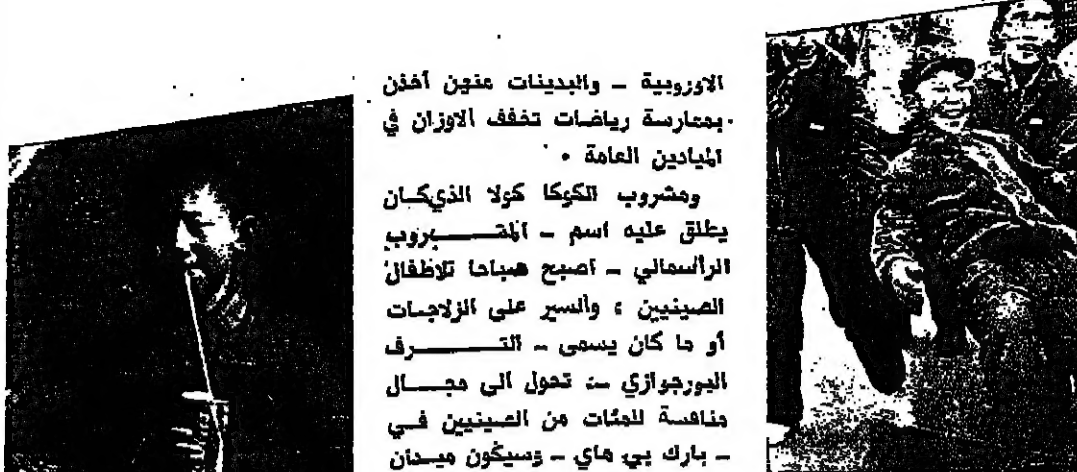 الاوروبية – والبدينات منهن أخذن
بممارسة رياضات تخفف الاوزان في
الميادين العامة •
ومشروب الكوكا كولا الذيكان
يطلق عليه اسم – المشروب
الرأسمالي – اصبح مباحا للاطفال
الصينيين ، والسير على الزلاجات
أو ما كان يسمى – الترف
البورجوازي – تحول الى مجال
منافسة للمئات من الصينيين في
– بارك بي هاي – وسيكون ميدان